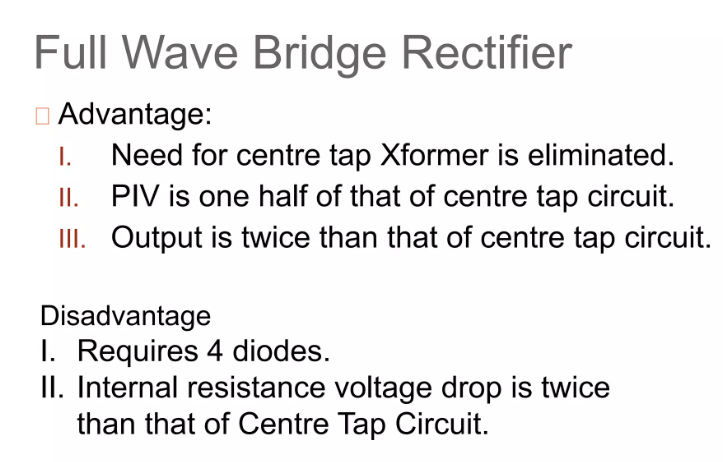 Full Wave Bridge Rectifier
Advantage:
I. Need for centre tap Xformer is eliminated.
II. PIV is one half of that of centre tap circuit.
III. Output is twice than that of centre tap circuit.
Disadvantage
I. Requires 4 diodes.
II. Internal resistance voltage drop is twice
than that of Centre Tap Circuit.